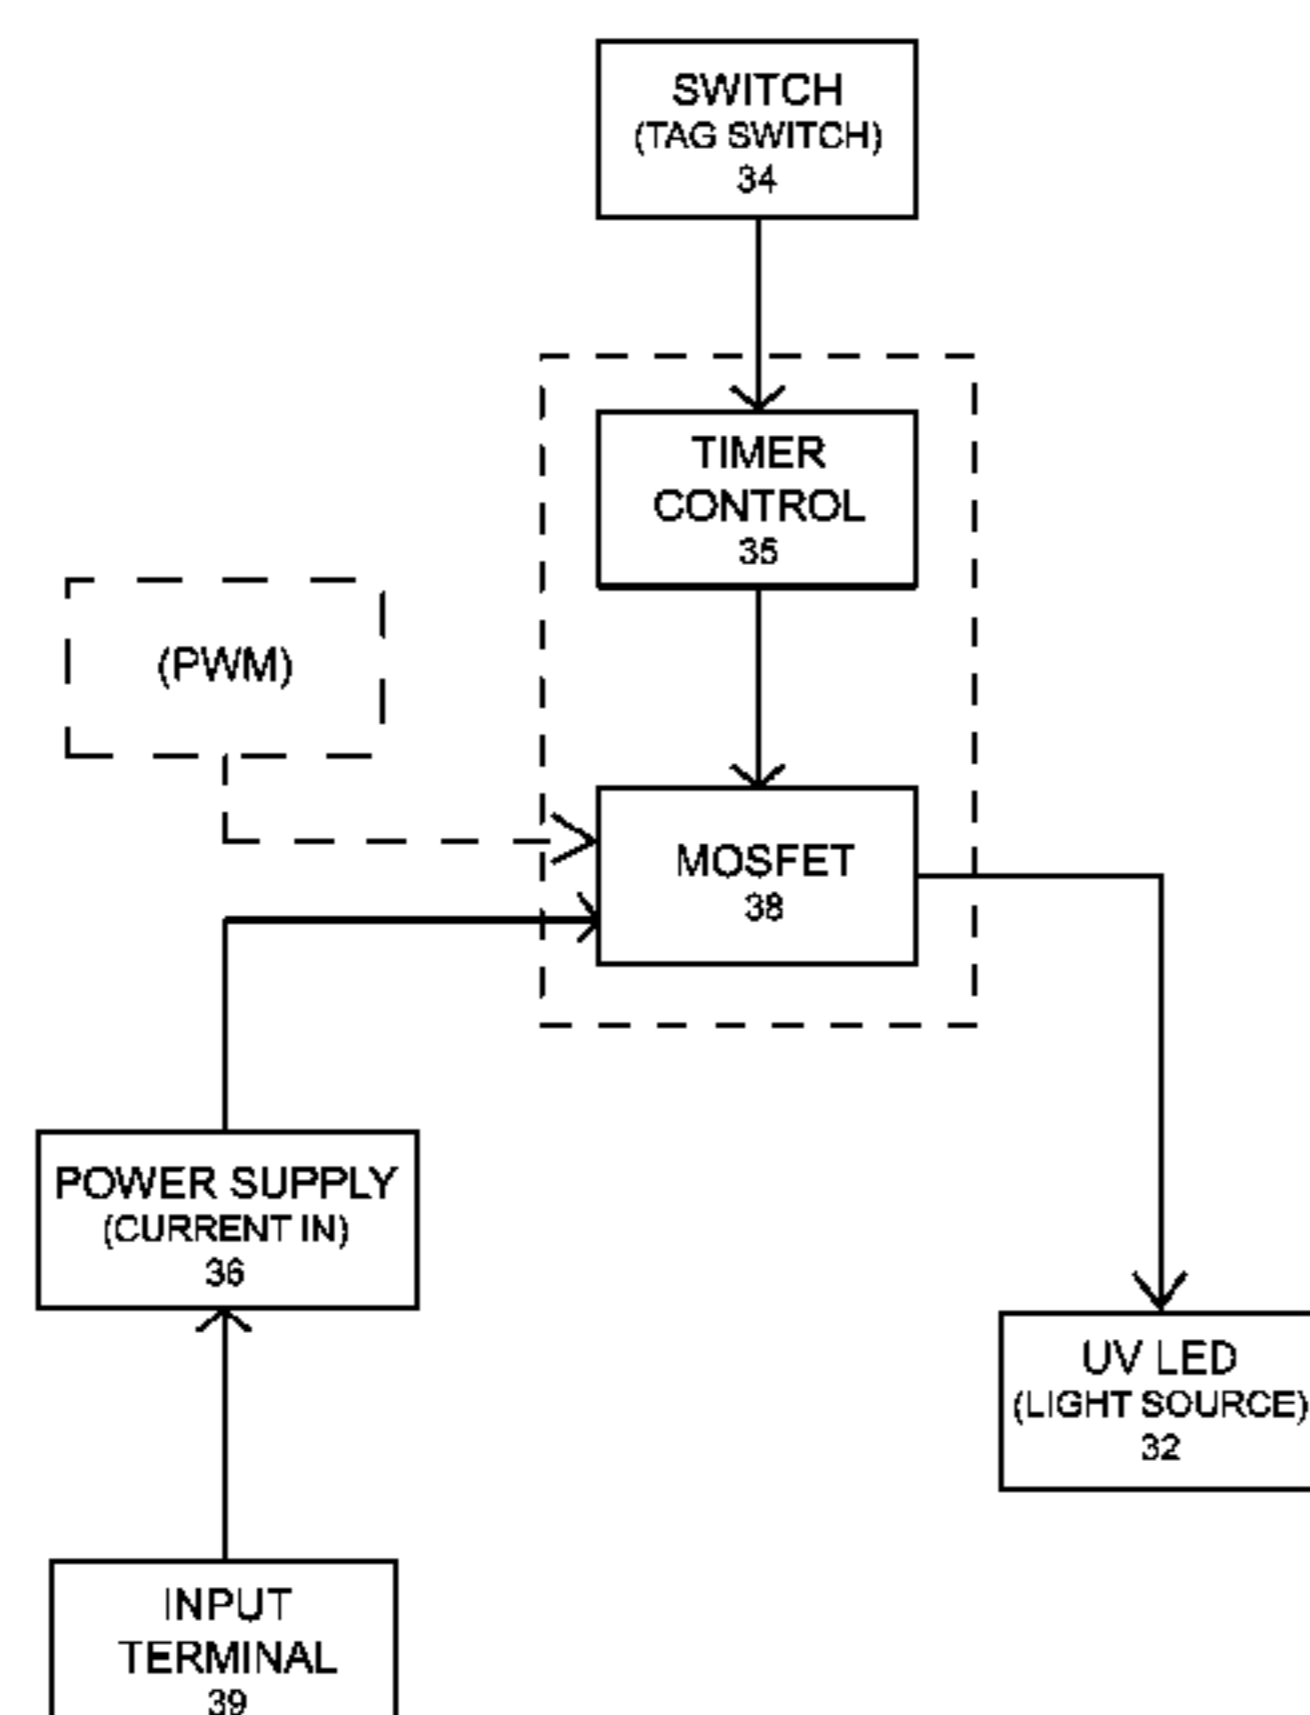 SWITCH
(TAG SWITCH)
34
TIMER
CONTROL
35
(PWM)
MOSFET
38
POWER SUPPLY
(CURRENT IN)
36
UV LED
(LIGHT SOURCE)
32
INPUT
TERMINAL
39